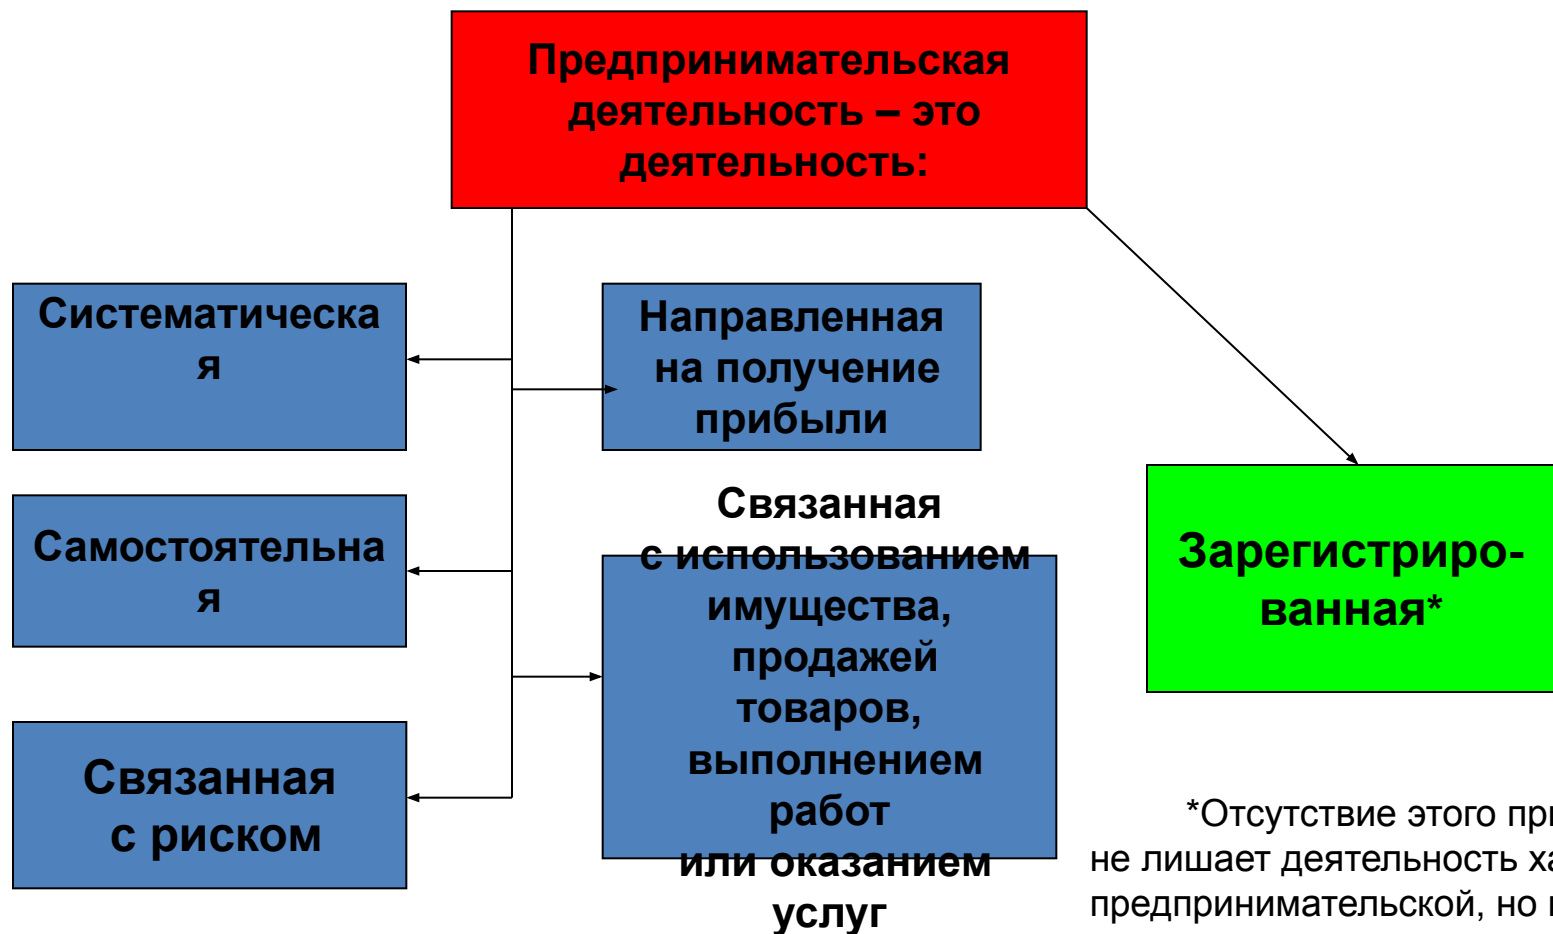 Предпринимательская
деятельность – это
деятельность:
Систематическа
я
Направленная
на получение
прибыли
Самостоятельна
я
Связанная
с использованием
имущества,
продажей
товаров,
выполнением
работ
или оказанием
услуг
Зарегистриро-
ванная*
Связанная
с риском
*Отсутствие этого
не лишает деятельность
предпринимательской, но